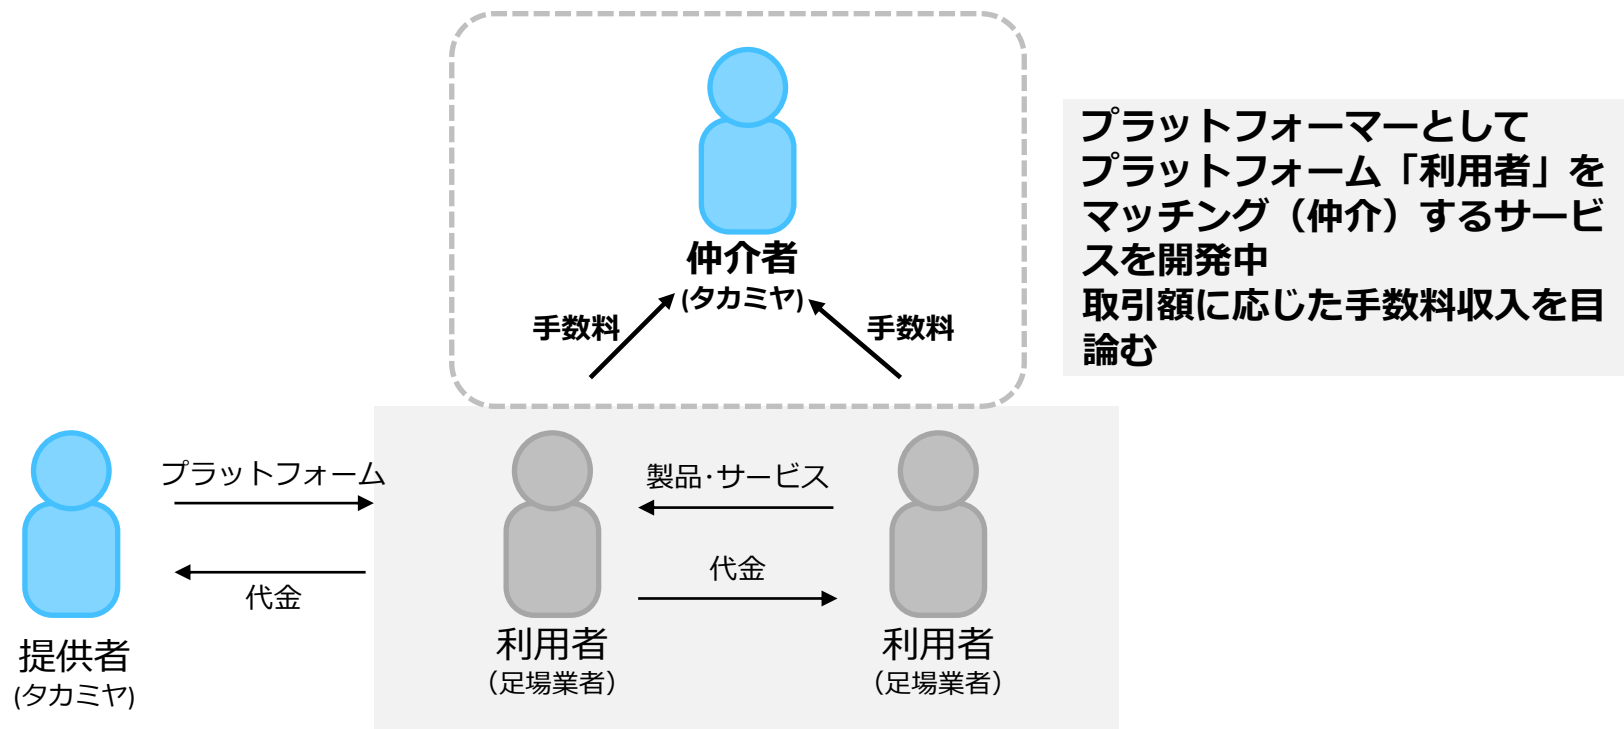 仲介者
(タカミヤ)
手数料
手数料
プラットフォーマーとして
プラットフォーム「利用者」を
マッチング（仲介）するサービ
スを開発中
取引額に応じた手数料収入を目
論む
プラットフォーム
代金
提供者
(タカミヤ)
製品･サービス
代金
利用者
（足場業者）
利用者
（足場業者）